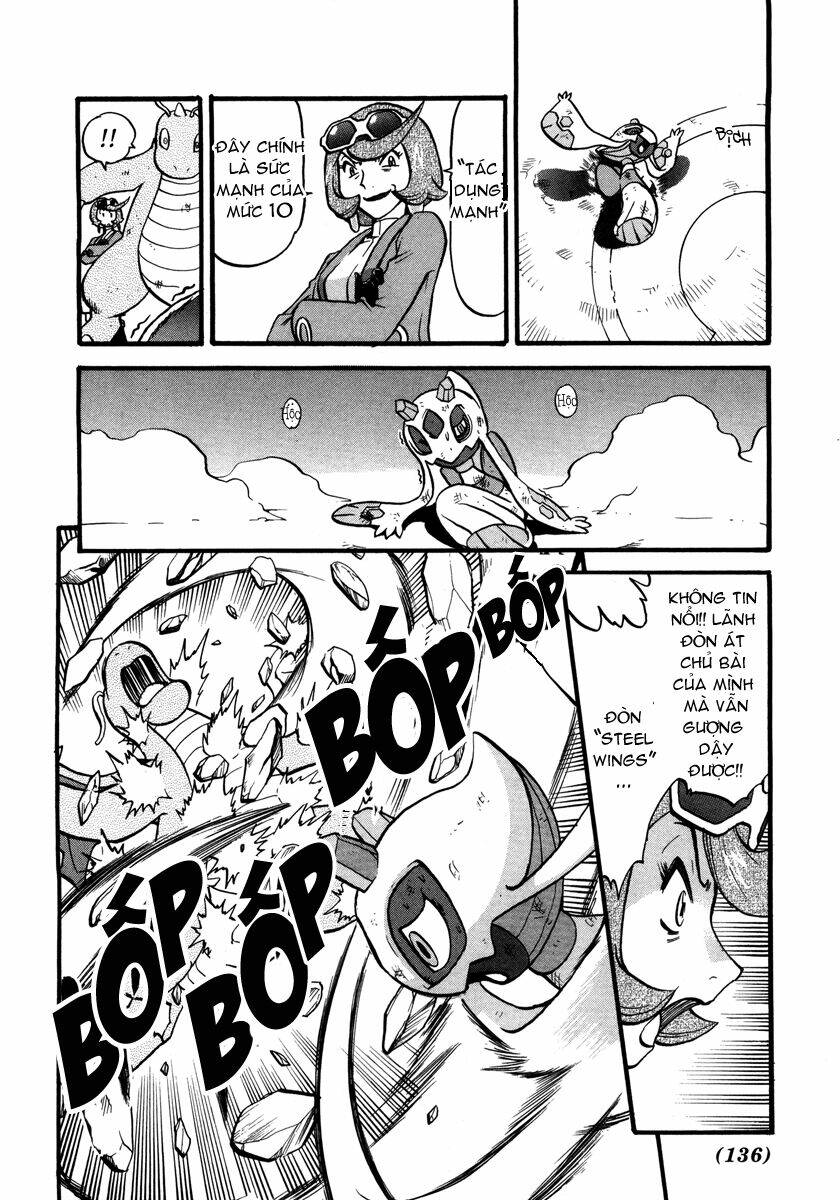 BỊCH
"TÁC
DỤNG
MẠNH"
ĐÂY CHÍNH
LÀ SỨC
MẠNH CỦA
MỨC 10
!!
Hộc
Hộc
KHÔNG TIN
NỔI!! LÃNH
ĐÒN ÁT
CHỦ BÀI
CỦA MÌNH
MÀ VẪN
GƯỢNG
DẬY
ĐƯỢC!!
ĐÒN
"STEEL
WINGS"
...
BỐP
BỐP
BỐP
BỐP
(136)